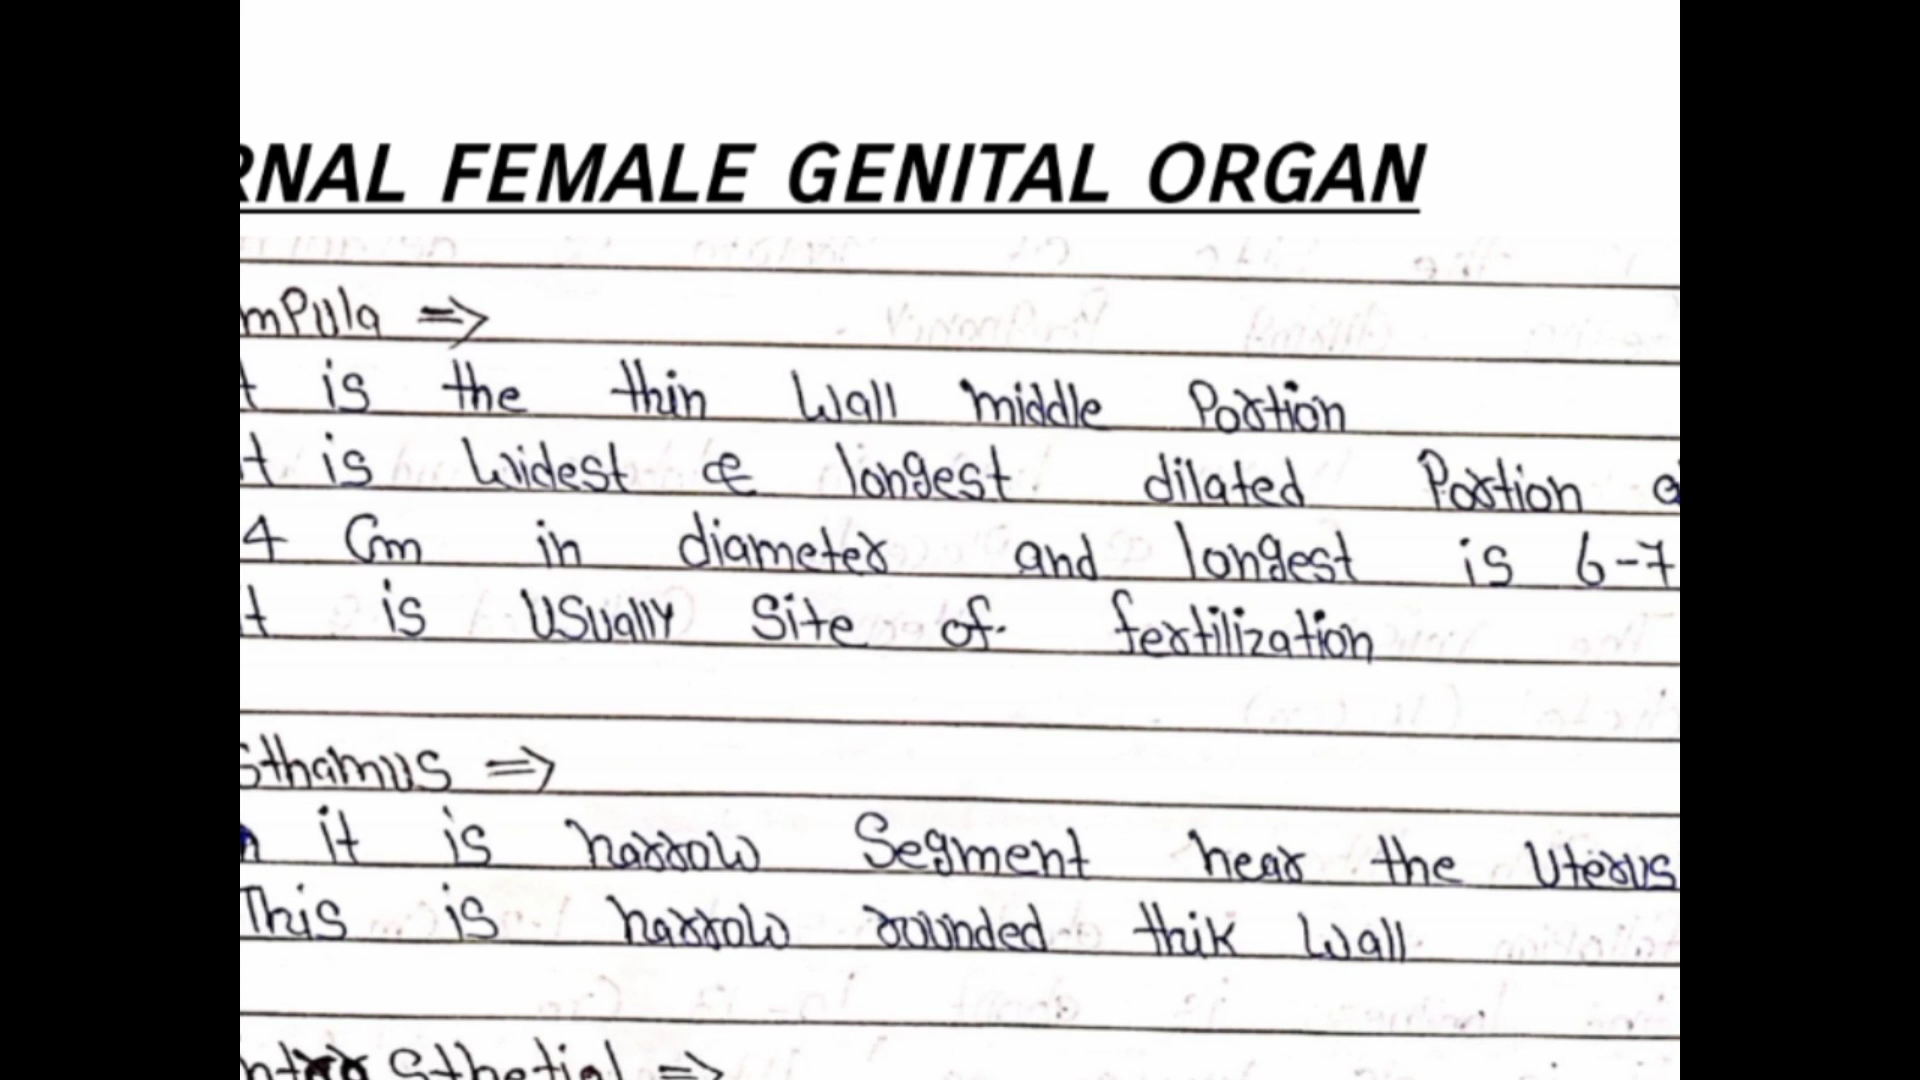 RNAL FEMALE GENITAL ORGAN
mPula =>
t is the thin Wall middle Portion
t is Widest & longest dilated Portion
4 Cm in diameter and longest is 6-7
t is Usually Site of fertilization
sthamus =>
it is narrow Segment near the Uterus
This is narrow rounded thik Wall
=>